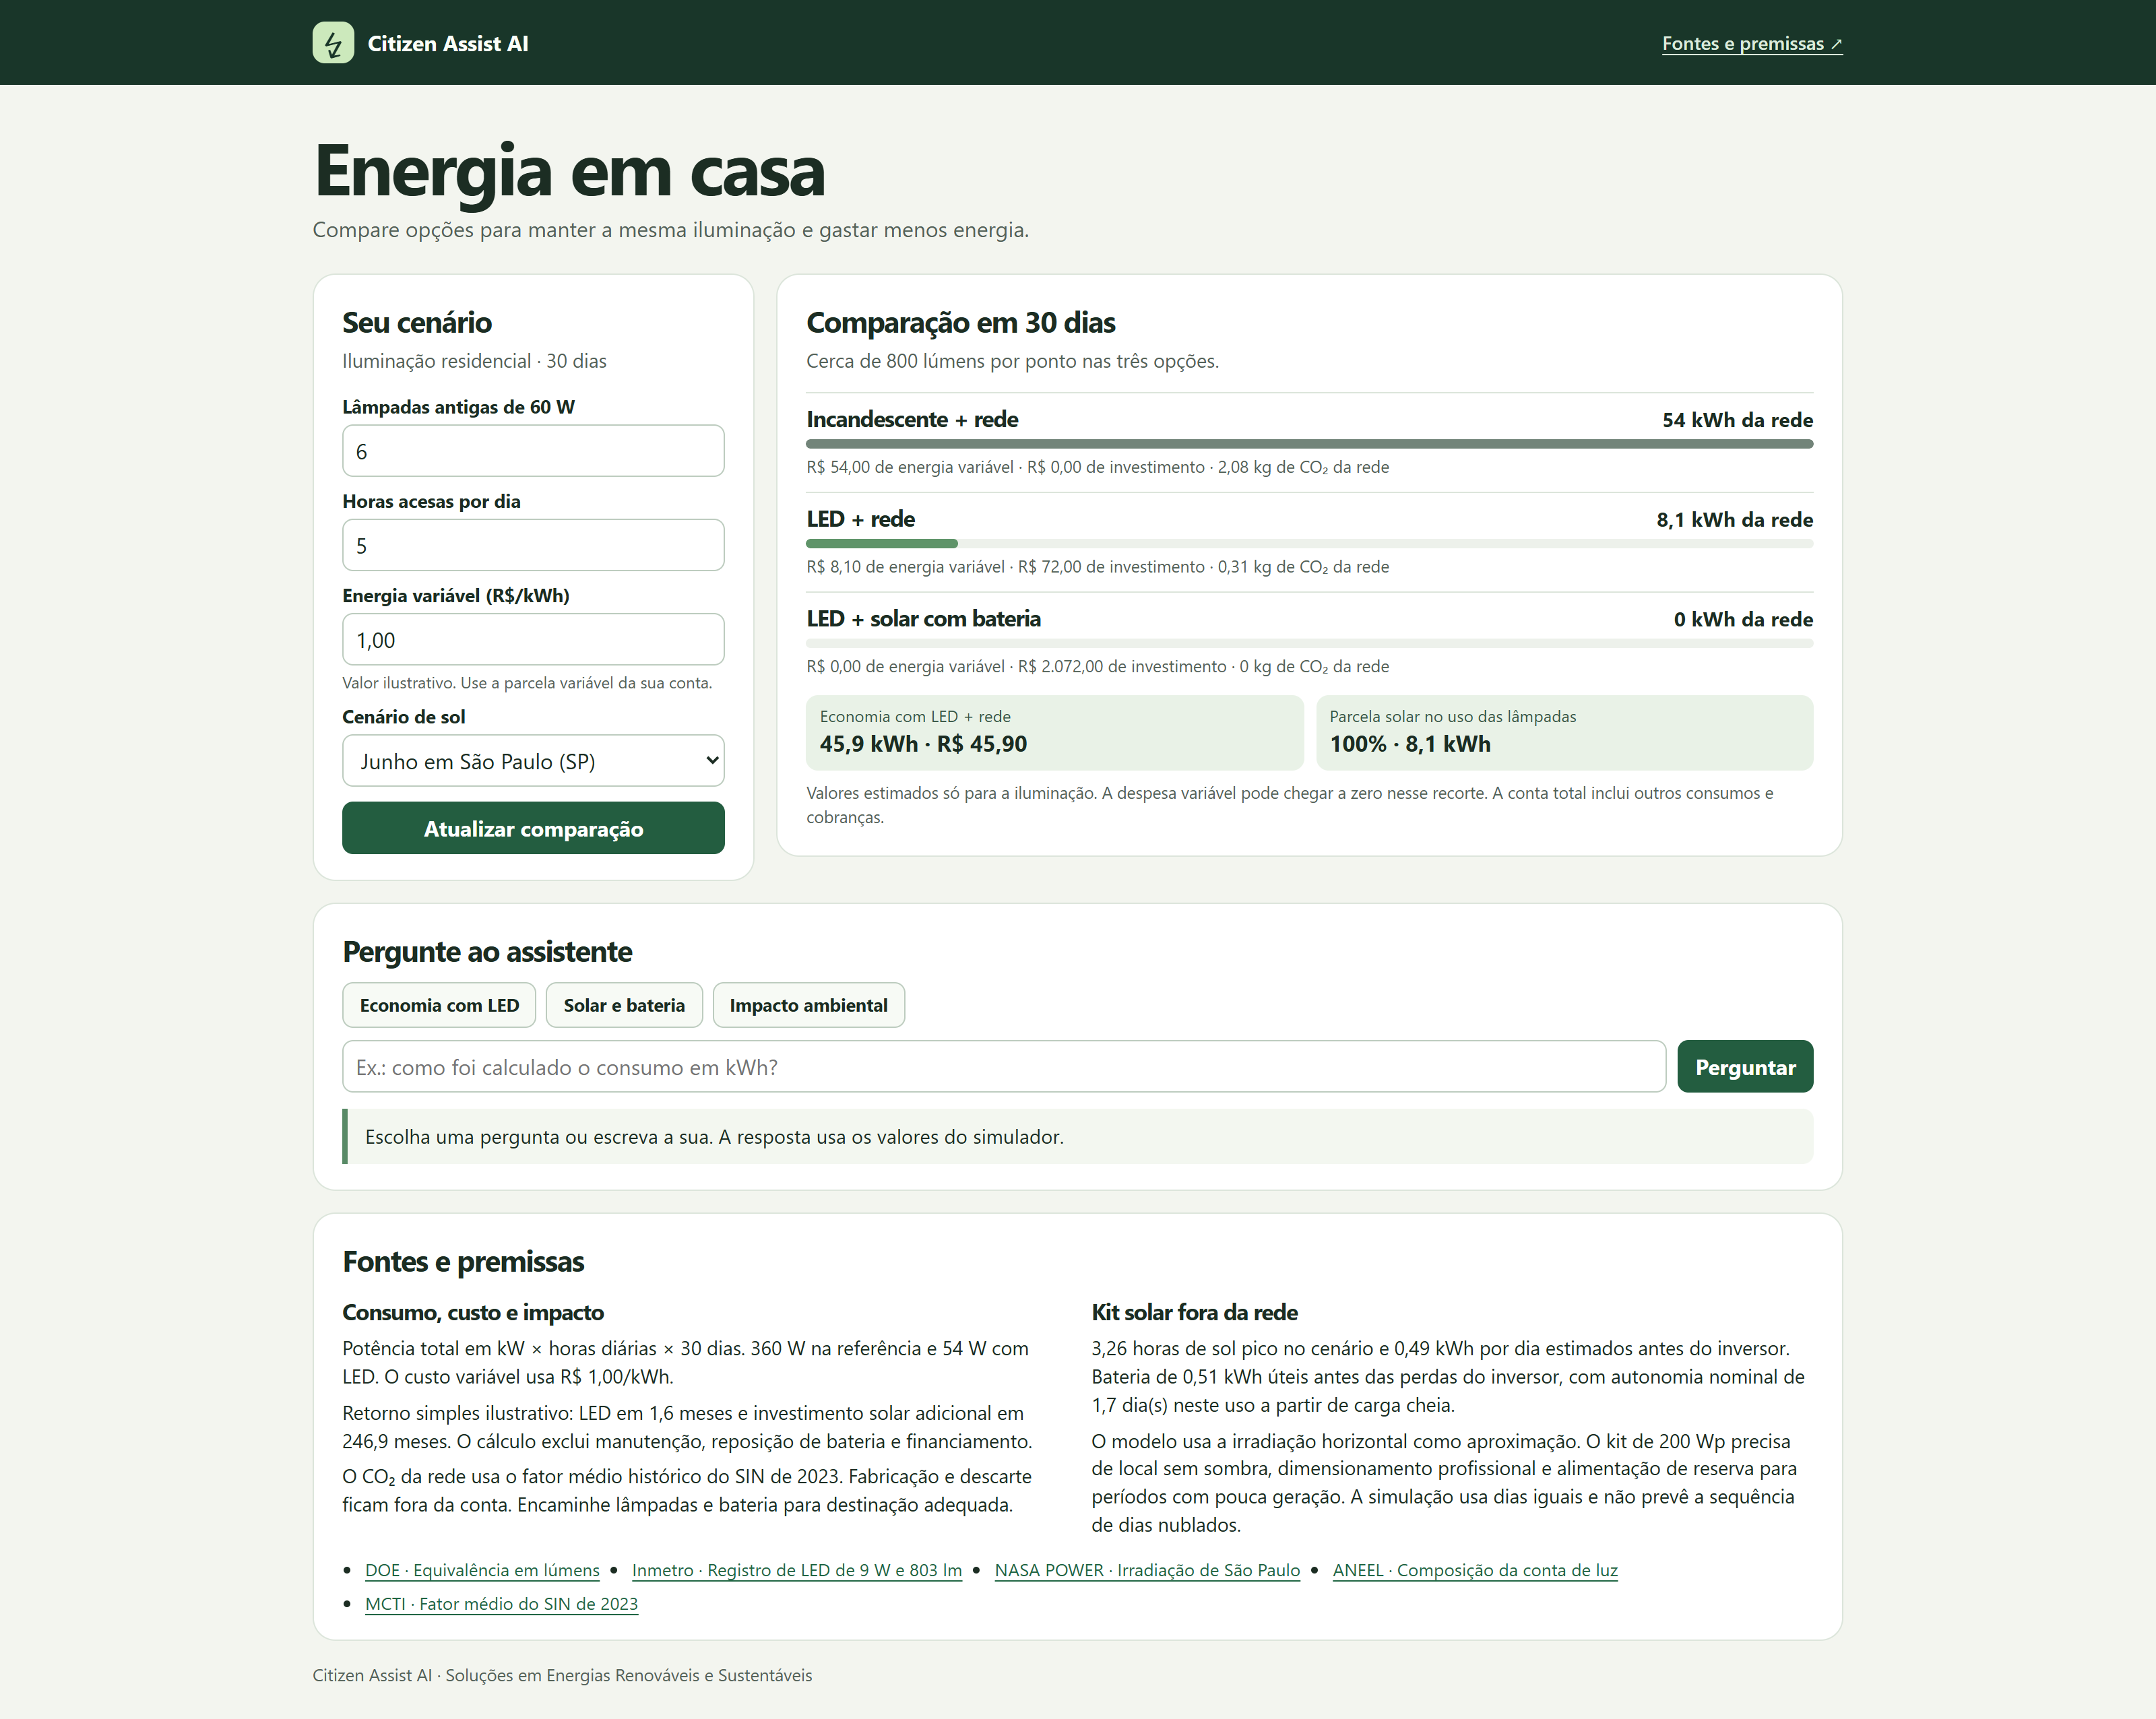 Citizen Assist AI
Fontes e premissas ↗
Energia em casa
Compare opções para manter a mesma iluminação e gastar menos energia.
Seu cenário
Iluminação residencial · 30 dias
Lâmpadas antigas de 60 W
6
Horas acesas por dia
5
Energia variável (R$/kWh)
1,00
Valor ilustrativo. Use a parcela variável da sua conta.
Cenário de sol
Junho em São Paulo (SP)
Atualizar comparação
Comparação em 30 dias
Cerca de 800 lúmens por ponto nas três opções.
Incandescente + rede
54 kWh da rede
R$ 54,00 de energia variável · R$ 0,00 de investimento · 2,08 kg de CO₂ da rede
LED + rede
8,1 kWh da rede
R$ 8,10 de energia variável · R$ 72,00 de investimento · 0,31 kg de CO₂ da rede
LED + solar com bateria
0 kWh da rede
R$ 0,00 de energia variável · R$ 2.072,00 de investimento · 0 kg de CO₂ da rede
Economia com LED + rede
45,9 kWh · R$ 45,90
Parcela solar no uso das lâmpadas
100% · 8,1 kWh
Valores estimados só para a iluminação. A despesa variável pode chegar a zero nesse recorte. A conta total inclui outros consumos e
cobranças.
Pergunte ao assistente
Economia com LED
Solar e bateria
Impacto ambiental
Ex.: como foi calculado o consumo em kWh?
Perguntar
Escolha uma pergunta ou escreva a sua. A resposta usa os valores do simulador.
Fontes e premissas
Consumo, custo e impacto
Potência total em kW × horas diárias × 30 dias. 360 W na referência e 54 W com
LED. O custo variável usa R$ 1,00/kWh.
Retorno simples ilustrativo: LED em 1,6 meses e investimento solar adicional em
246,9 meses. O cálculo exclui manutenção, reposição de bateria e financiamento.
O CO₂ da rede usa o fator médio histórico do SIN de 2023. Fabricação e descarte
ficam fora da conta. Encaminhe lâmpadas e bateria para destinação adequada.
Kit solar fora da rede
3,26 horas de sol pico no cenário e 0,49 kWh por dia estimados antes do inversor.
Bateria de 0,51 kWh úteis antes das perdas do inversor, com autonomia nominal de
1,7 dia(s) neste uso a partir de carga cheia.
O modelo usa a irradiação horizontal como aproximação. O kit de 200 Wp precisa
de local sem sombra, dimensionamento profissional e alimentação de reserva para
períodos com pouca geração. A simulação usa dias iguais e não prevê a sequência
de dias nublados.
• DOE · Equivalência em lúmens • Inmetro · Registro de LED de 9 W e 803 lm • NASA POWER · Irradiação de São Paulo • ANEEL · Composição da conta de luz
• MCTI · Fator médio do SIN de 2023
Citizen Assist AI · Soluções em Energias Renováveis e Sustentáveis